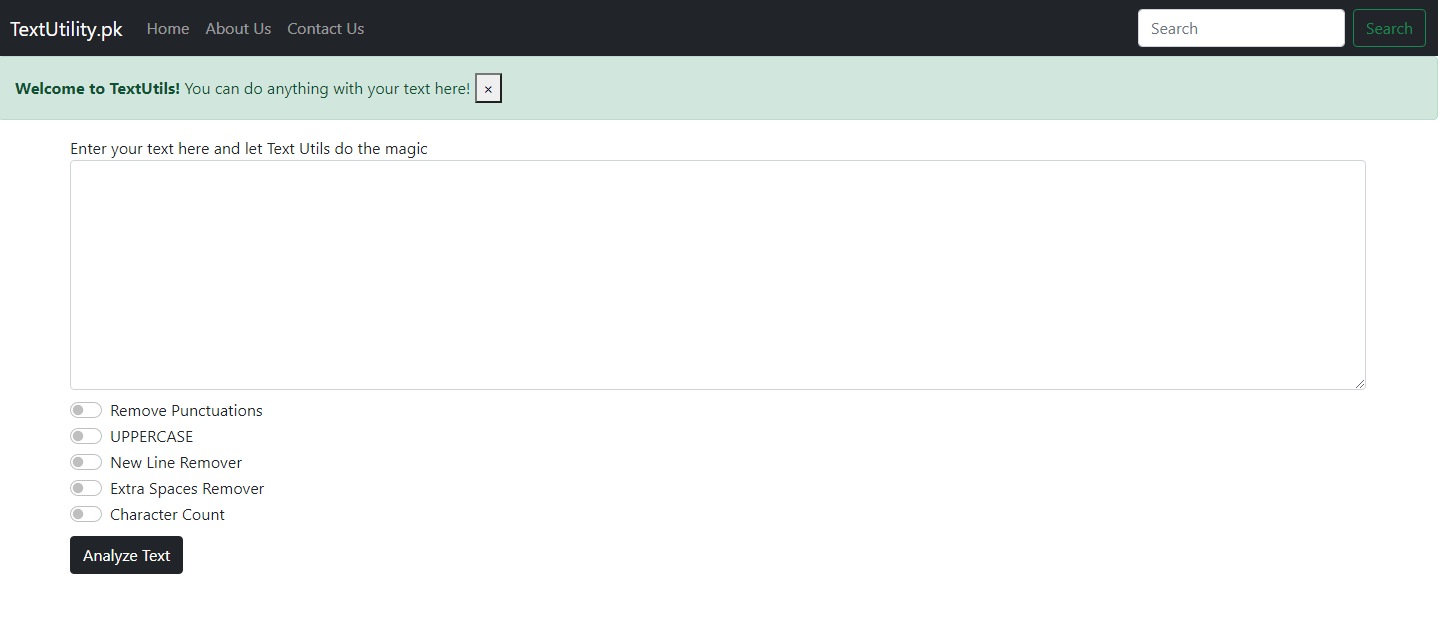 TextUtility.pk Home About Us Contact Us Search Search
Welcome to TextUtils! You can do anything with your text here! ×
Enter your text here and let Text Utils do the magic
Remove Punctuations
UPPERCASE
New Line Remover
Extra Spaces Remover
Character Count
Analyze Text